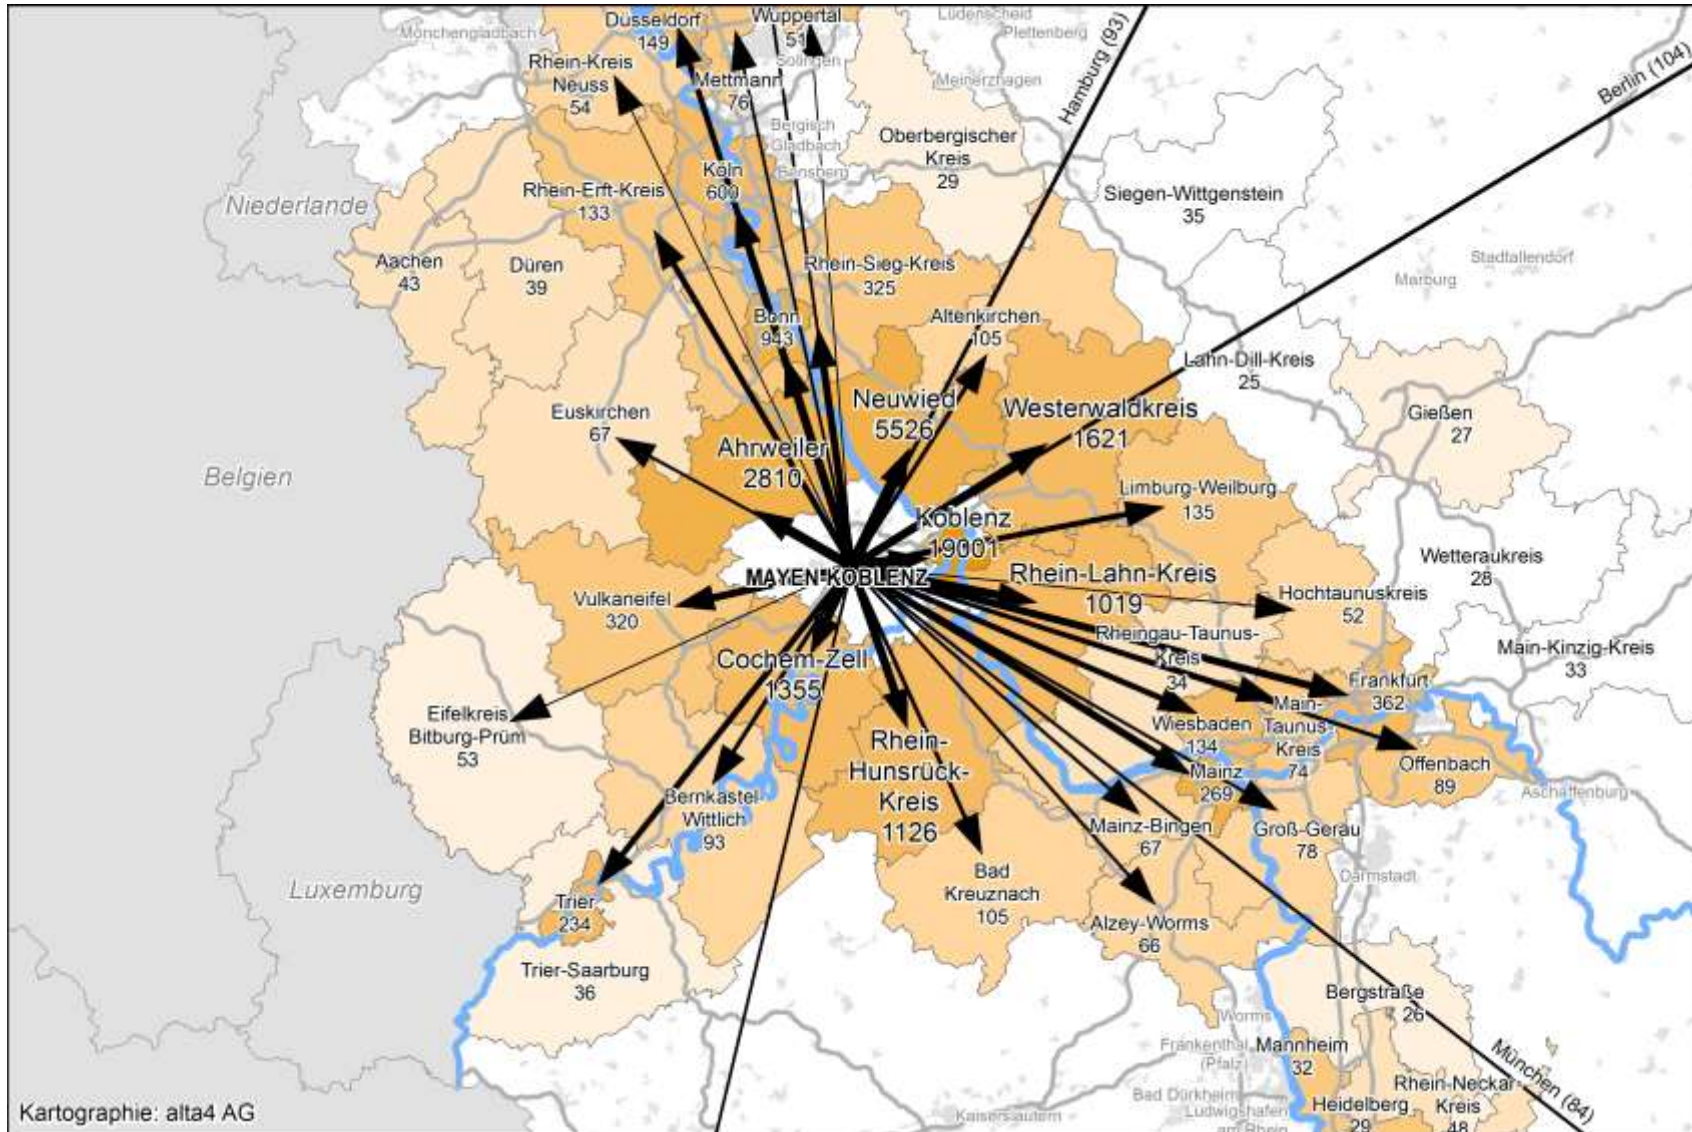 Düsseldorf
149
Wuppertal
51
Lüdenscheid
Plettenberg
Mönchengladbach
Solingen
Hamburg (93)
Berlin (104)
Rhein-Kreis
Neuss
54
Mettmann
76
Meinerzhagen
Bergisch
Gladbach
Bensberg
Oberbergischer
Kreis
29
Köln
600
Rhein-Erft-Kreis
133
Siegen-Wittgenstein
35
Niederlande
Aachen
43
Düren
39
Rhein-Sieg-Kreis
325
Stadtallendorf
Marburg
Bonn
943
Altenkirchen
105
Lahn-Dill-Kreis
25
Euskirchen
67
Neuwied
5526
Westerwaldkreis
1621
Gießen
27
Ahrweiler
2810
Belgien
Limburg-Weilburg
135
Koblenz
19001
Wetteraukreis
28
MAYEN-KOBLENZ
Rhein-Lahn-Kreis
1019
Hochtaunuskreis
52
Vulkaneifel
320
Rheingau-Taunus-
Kreis
34
Main-Kinzig-Kreis
33
Cochem-Zell
1355
Frankfurt
362
Eifelkreis
Bitburg-Prüm
53
Wiesbaden
134
Main-
Taunus-
Kreis
74
Rhein-
Hunsrück-
Kreis
1126
Mainz
269
Offenbach
89
Aschaffenburg
Bernkastel
Wittlich
93
Mainz-Bingen
67
Groß-Gerau
78
Darmstadt
Luxemburg
Bad
Kreuznach
105
Trier
234
Alzey-Worms
66
Trier-Saarburg
36
Bergstraße
26
Worms
Frankenthal
(Pfalz)
Mannheim
32
München (84)
Bad Dürkheim
Ludwigshafen
am Rhein
Rhein-Neckar-
Kreis
48
Heidelberg
29
Kaiserslautern
Kartographie: alta4 AG